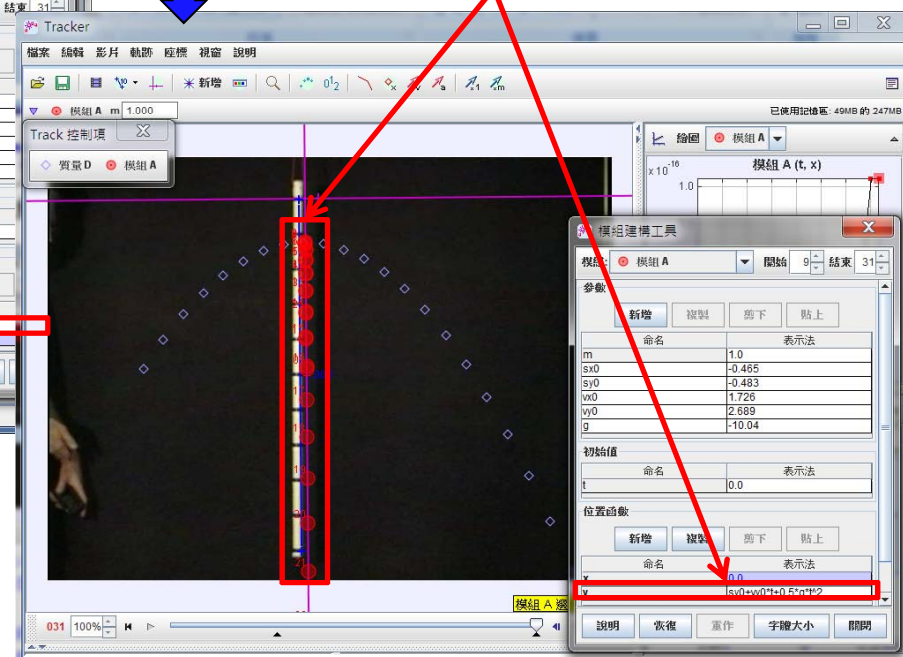 結束 31
Tracker
檔案 編輯 影片 軌跡 座標 視窗 說明
新增
模組 A m 1.000
已使用記憶區: 49MB 的 247MB
Track 控制項
質量 D 模組 A
繪圖 模組 A
模組 A (t, x)
x 10-16
1.0
模組建構工具
模組: 模組 A 開始 9 結束 31
參數
新增 複製 剪下 貼上
命名 表示法
m 1.0
sx0 -0.465
sy0 -0.483
vx0 1.726
vy0 2.689
g -10.04
初始值
命名 表示法
t 0.0
位置函數
新增 複製 剪下 貼上
命名 表示法
x 0.0
y sy0+vy0*t+0.5*g*t^2
說明 恢復 重作 字體大小 關閉
模組 A
031 100%